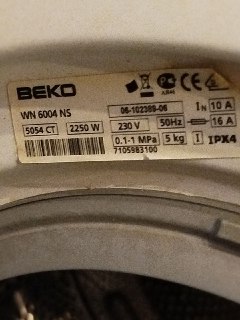 BEKO
WN 6004 NS
06-102388-06
IN 10 A
5054 CT 2250 W 230 V 50Hz 16 A
0.1-1 MPa 5 kg I IPX4
7105983100